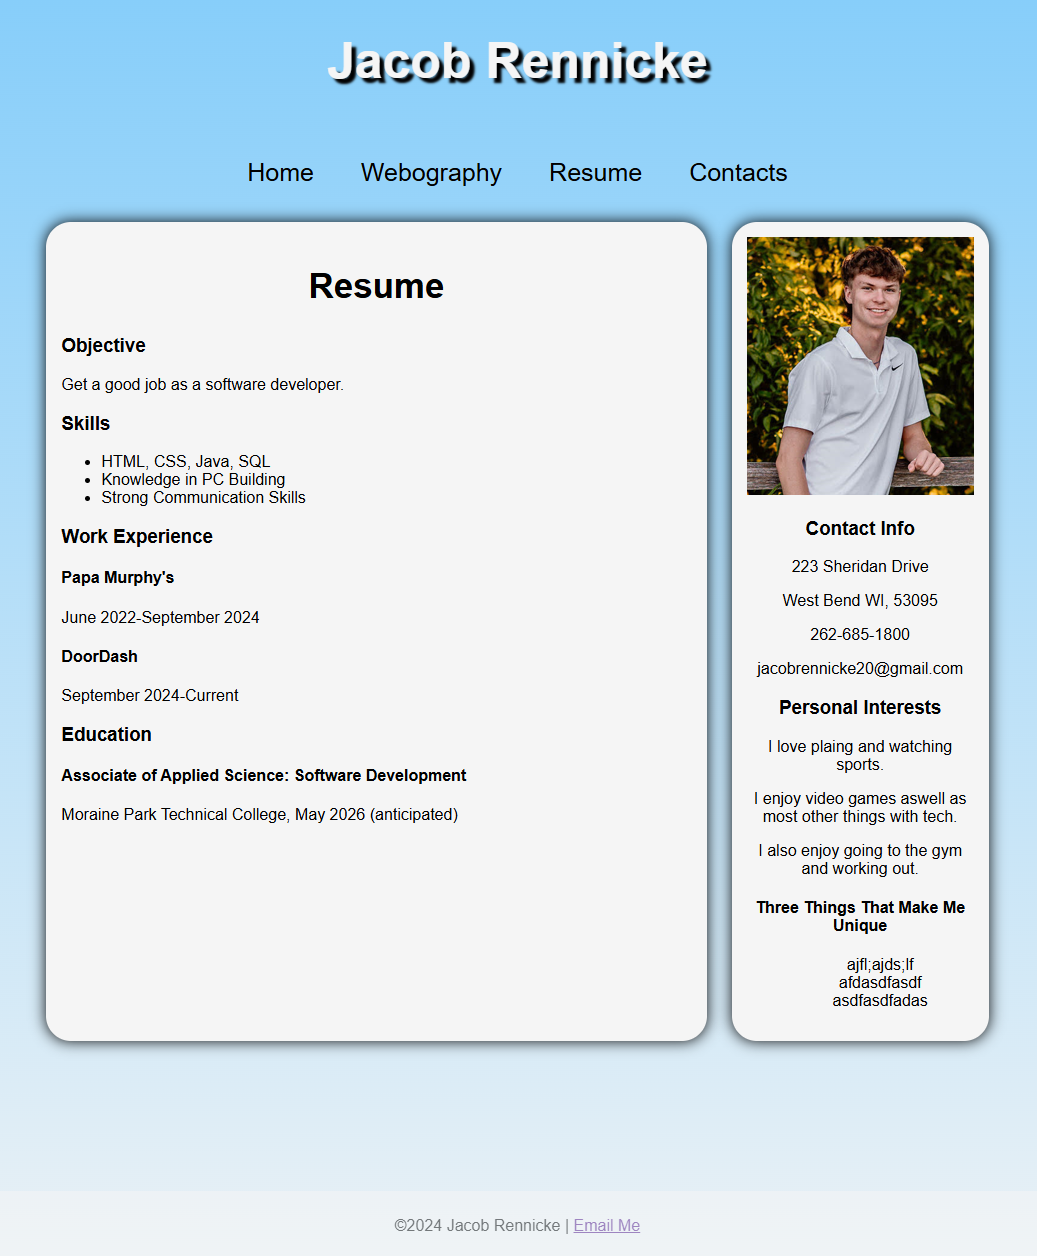 Jacob Rennicke
Home Webography Resume Contacts
Resume
Objective
Get a good job as a software developer.
Skills
HTML, CSS, Java, SQL
Knowledge in PC Building
Strong Communication Skills
Work Experience
Papa Murphy's
June 2022-September 2024
DoorDash
September 2024-Current
Education
Associate of Applied Science: Software Development
Moraine Park Technical College, May 2026 (anticipated)
Contact Info
223 Sheridan Drive
West Bend WI, 53095
262-685-1800
jacobrennicke20@gmail.com
Personal Interests
I love plaing and watching
sports.
I enjoy video games aswell as
most other things with tech.
I also enjoy going to the gym
and working out.
Three Things That Make Me
Unique
ajfl;ajds;lf
afdasdfasdf
asdfasdfadas
©2024 Jacob Rennicke | Email Me